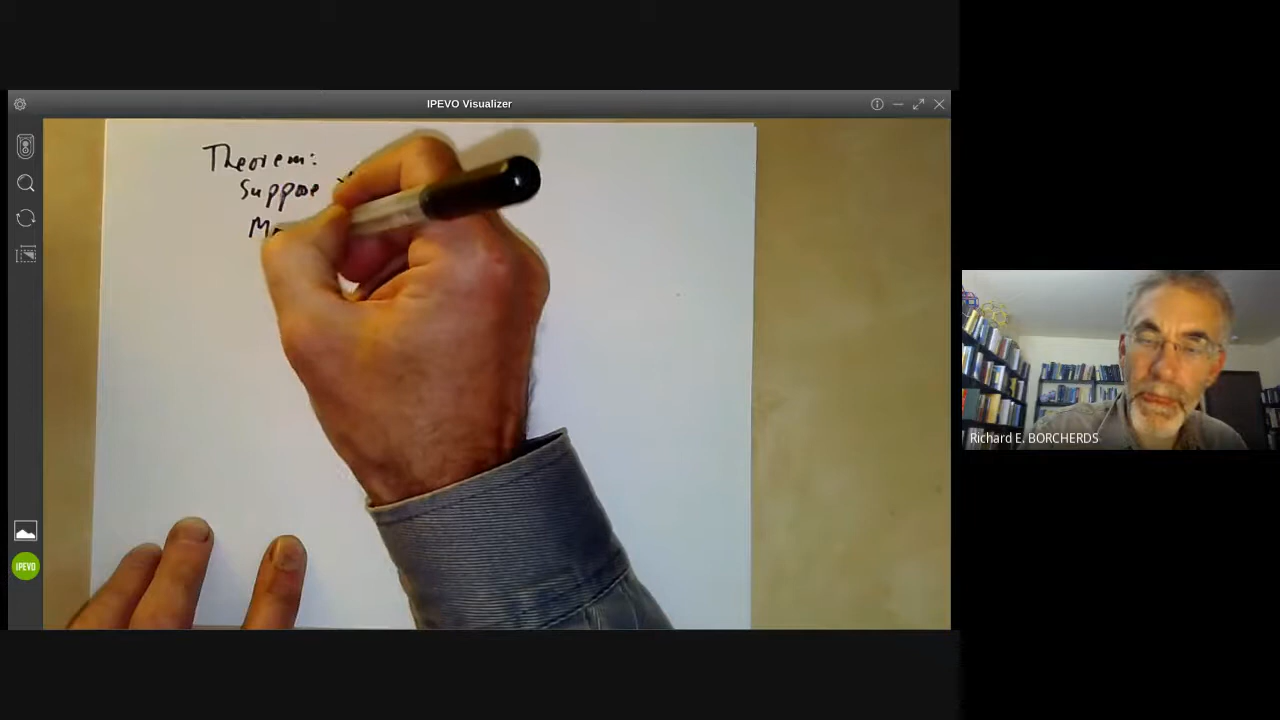 IPEVO Visualizer
Theorem:
Suppose
IPEVO
Richard E. BORCHERDS